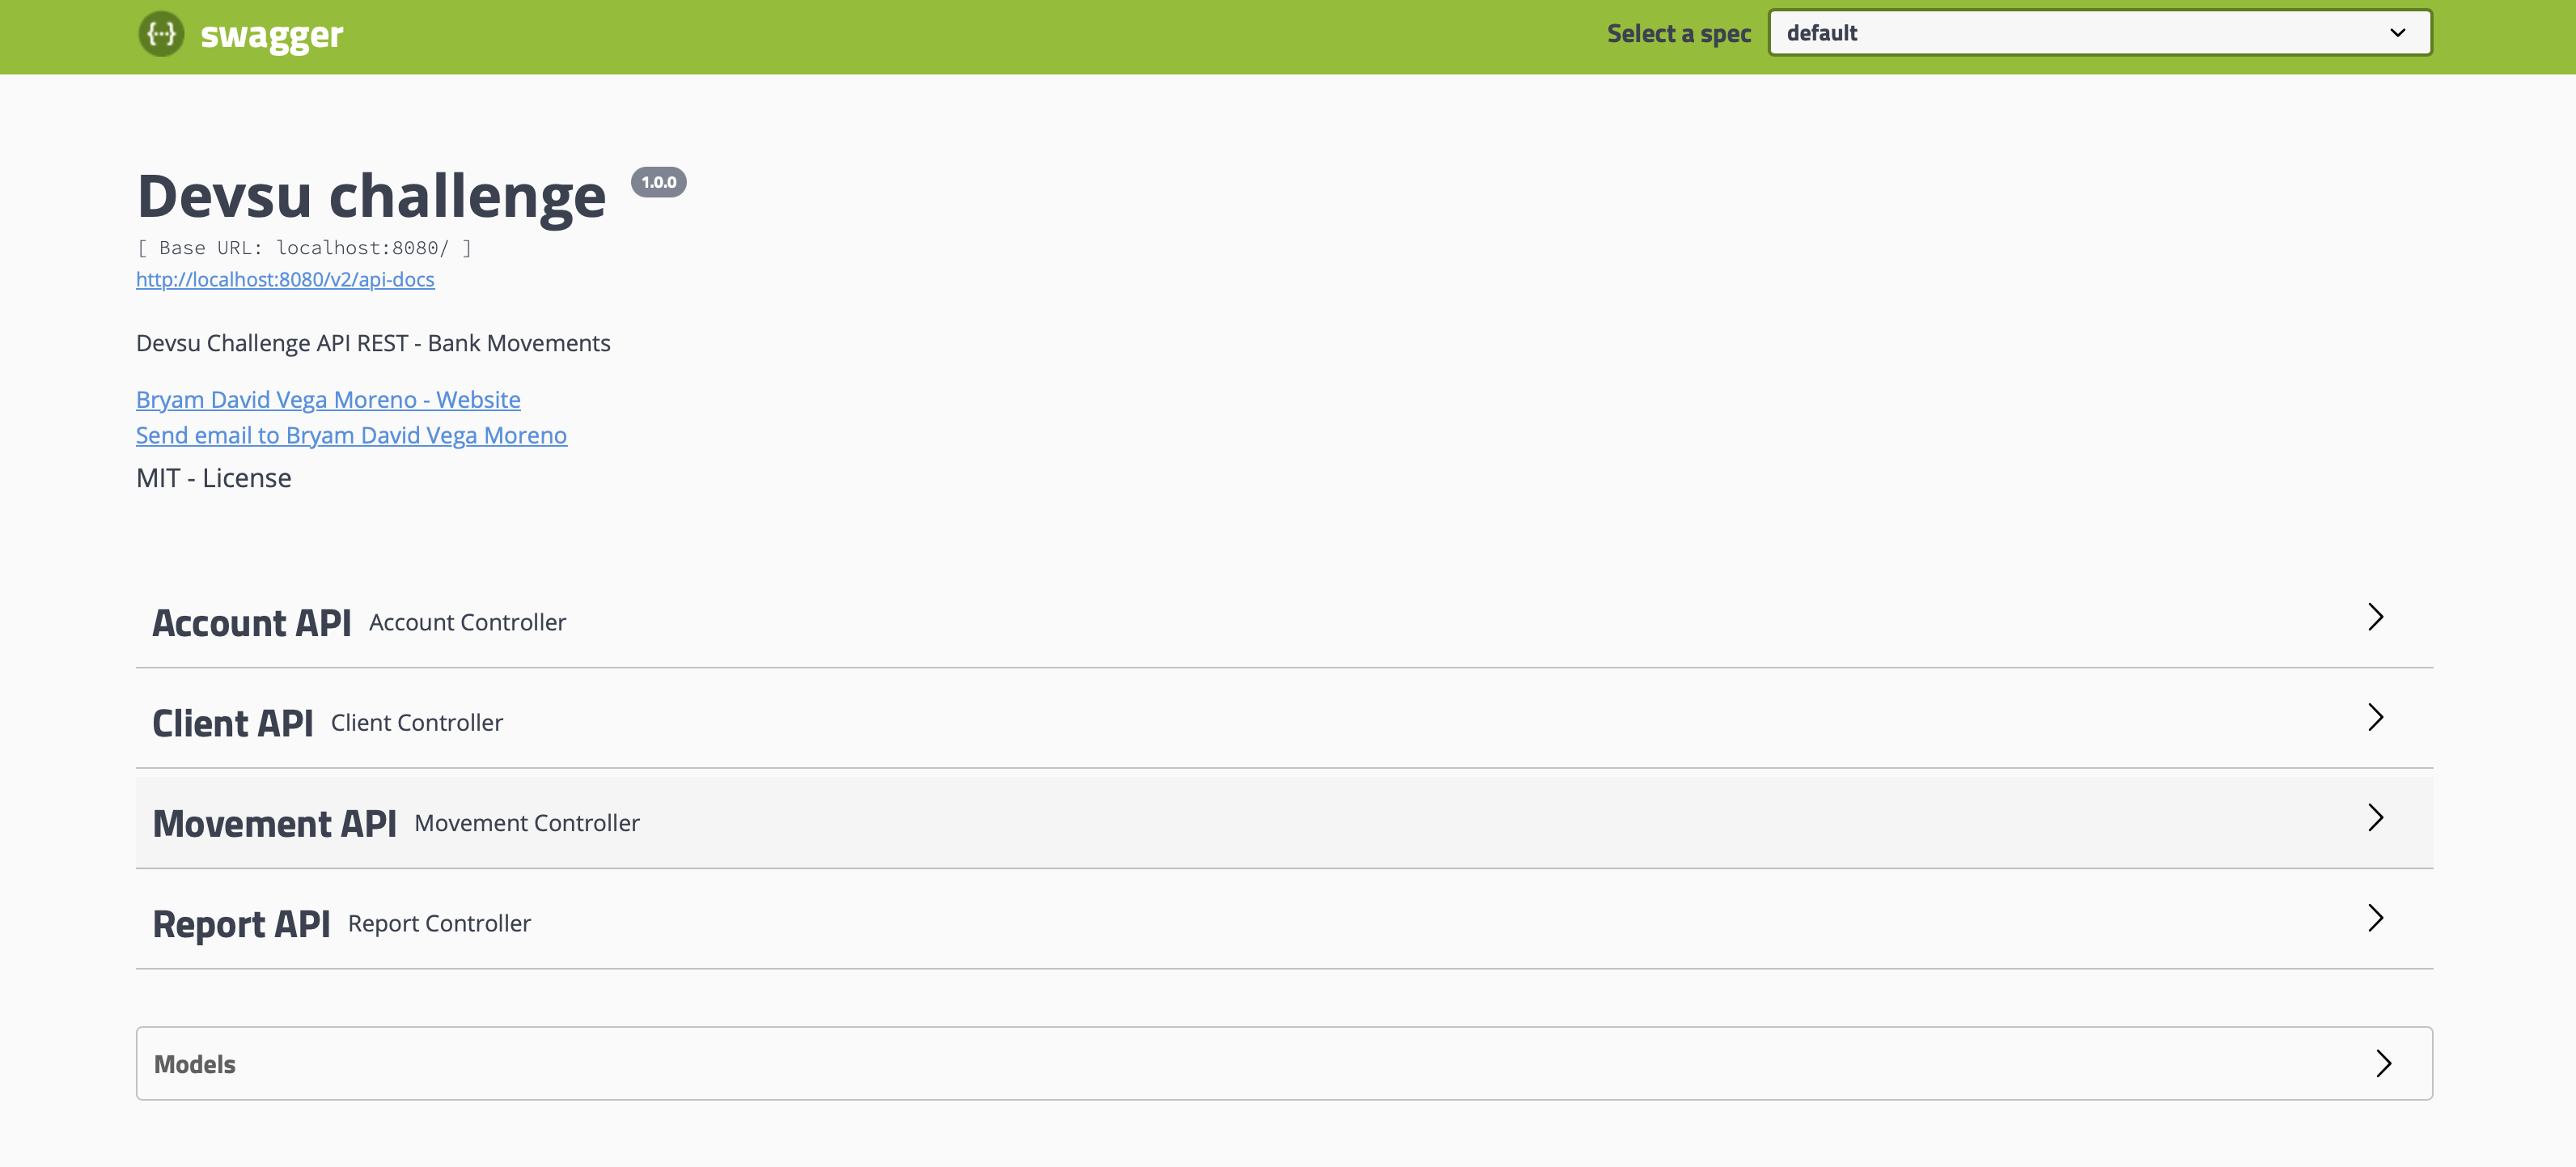 swagger
Select a spec default
Devsu challenge 1.0.0
[ Base URL: localhost:8080/ ]
http://localhost:8080/v2/api-docs
Devsu Challenge API REST - Bank Movements
Bryam David Vega Moreno - Website
Send email to Bryam David Vega Moreno
MIT - License
Account API Account Controller
Client API Client Controller
Movement API Movement Controller
Report API Report Controller
Models